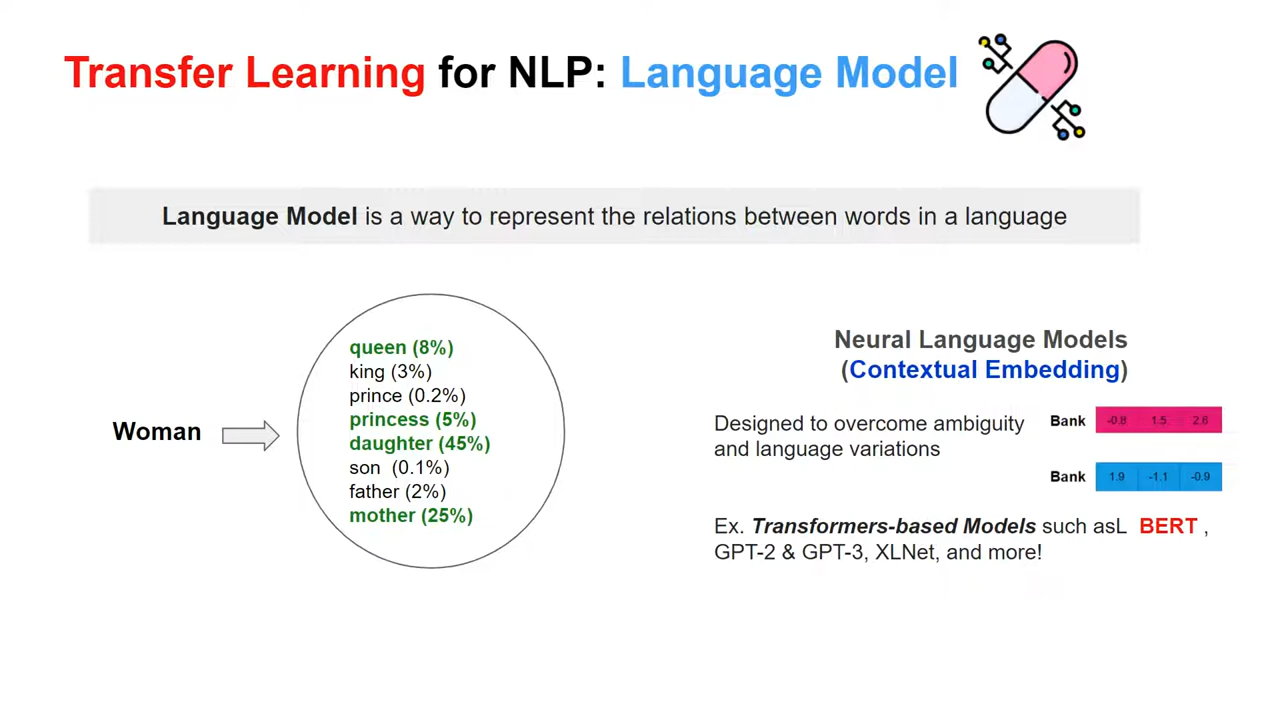 Transfer Learning for NLP: Language Model
Language Model is a way to represent the relations between words in a language
Woman
queen (8%)
king (3%)
prince (0.2%)
princess (5%)
daughter (45%)
son (0.1%)
father (2%)
mother (25%)
Neural Language Models
(Contextual Embedding)
Designed to overcome ambiguity
and language variations
Bank -0.8 1.5 2.6
Bank 1.9 -1.1 -0.9
Ex. Transformers-based Models such asL BERT ,
GPT-2 & GPT-3, XLNet, and more!